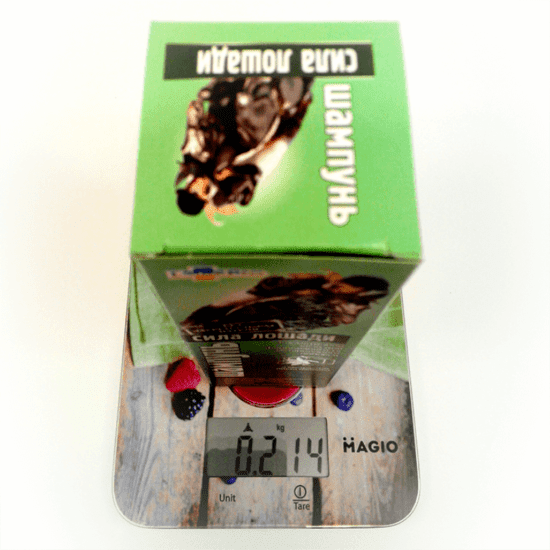 сила лошади
шампунь
сила лошади
kg
0.214
MAGIO
Unit
Tare